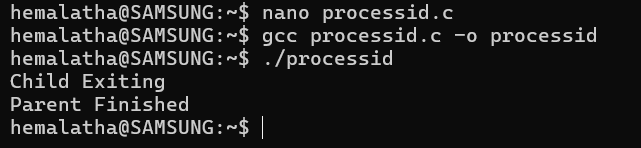 hemalatha@SAMSUNG:~$ nano processid.c
hemalatha@SAMSUNG:~$ gcc processid.c -o processid
hemalatha@SAMSUNG:~$ ./processid
Child Exiting
Parent Finished
hemalatha@SAMSUNG:~$